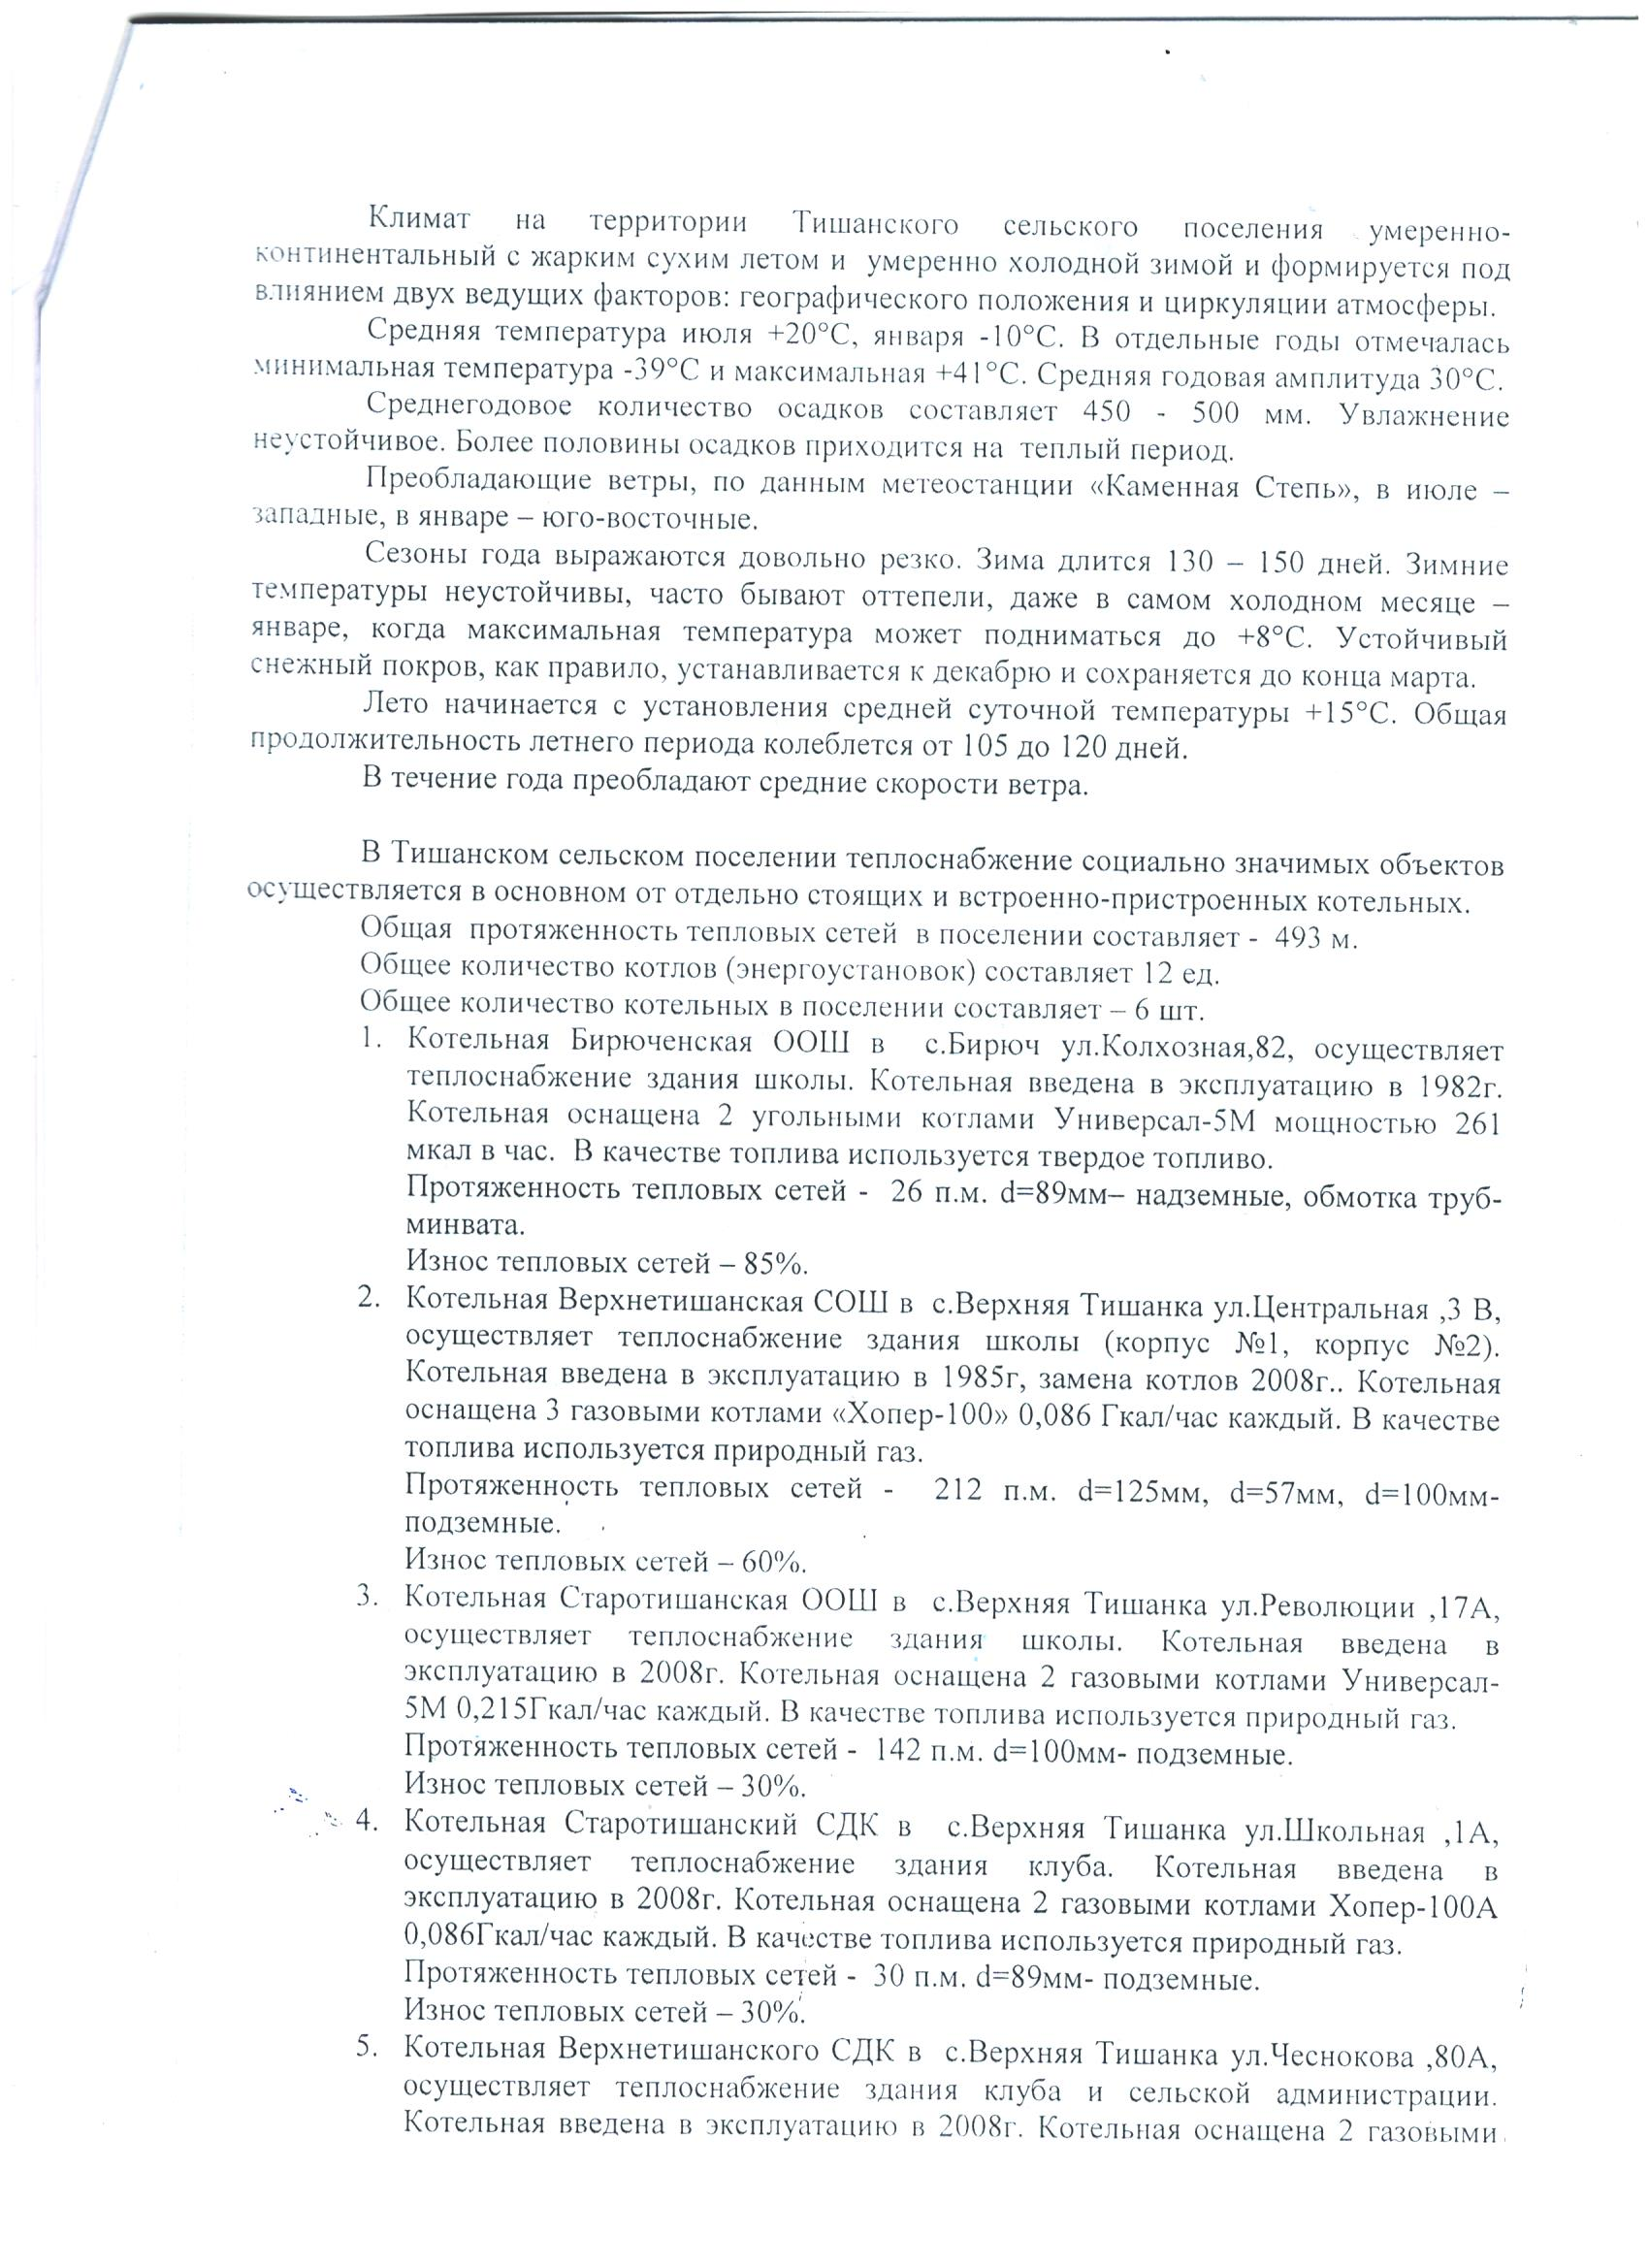 Климат на территории Тишанского сельского поселения умеренно-
континентальный с жарким сухим летом и умеренно холодной зимой и формируется под
влиянием двух ведущих факторов: географического положения и циркуляции атмосферы.
Средняя температура июля +20°С, января -10°С. В отдельные годы отмечалась
минимальная температура -39°С и максимальная +41°С. Средняя годовая амплитуда 30°С.
Среднегодовое количество осадков составляет 450 - 500 мм. Увлажнение
неустойчивое. Более половины осадков приходится на теплый период.
Преобладающие ветры, по данным метеостанции «Каменная Степь», в июле –
западные, в январе – юго-восточные.
Сезоны года выражаются довольно резко. Зима длится 130 – 150 дней. Зимние
температуры неустойчивы, часто бывают оттепели, даже в самом холодном месяце –
январе, когда максимальная температура может подниматься до +8°С. Устойчивый
снежный покров, как правило, устанавливается к декабрю и сохраняется до конца марта.
Лето начинается с установления средней суточной температуры +15°С. Общая
продолжительность летнего периода колеблется от 105 до 120 дней.
В течение года преобладают средние скорости ветра.
В Тишанском сельском поселении теплоснабжение социально значимых объектов
осуществляется в основном от отдельно стоящих и встроенно-пристроенных котельных.
Общая протяженность тепловых сетей в поселении составляет - 493 м.
Общее количество котлов (энергоустановок) составляет 12 ед.
Общее количество котельных в поселении составляет – 6 шт.
1. Котельная Бирюченская ООШ в с.Бирюч ул.Колхозная,82, осуществляет
теплоснабжение здания школы. Котельная введена в эксплуатацию в 1982г.
Котельная оснащена 2 угольными котлами Универсал-5М мощностью 261
мкал в час. В качестве топлива используется твердое топливо.
Протяженность тепловых сетей - 26 п.м. d=89мм– надземные, обмотка труб-
минвата.
Износ тепловых сетей – 85%.
2. Котельная Верхнетишанская СОШ в с.Верхняя Тишанка ул.Центральная ,3 В,
осуществляет теплоснабжение здания школы (корпус №1, корпус №2).
Котельная введена в эксплуатацию в 1985г, замена котлов 2008г.. Котельная
оснащена 3 газовыми котлами «Хопер-100» 0,086 Гкал/час каждый. В качестве
топлива используется природный газ.
Протяженность тепловых сетей - 212 п.м. d=125мм, d=57мм, d=100мм-
подземные.
Износ тепловых сетей – 60%.
3. Котельная Старотишанская ООШ в с.Верхняя Тишанка ул.Революции ,17А,
осуществляет теплоснабжение здания школы. Котельная введена в
эксплуатацию в 2008г. Котельная оснащена 2 газовыми котлами Универсал-
5М 0,215Гкал/час каждый. В качестве топлива используется природный газ.
Протяженность тепловых сетей - 142 п.м. d=100мм- подземные.
Износ тепловых сетей – 30%.
4. Котельная Старотишанский СДК в с.Верхняя Тишанка ул.Школьная ,1А,
осуществляет теплоснабжение здания клуба. Котельная введена в
эксплуатацию в 2008г. Котельная оснащена 2 газовыми котлами Хопер-100А
0,086Гкал/час каждый. В качестве топлива используется природный газ.
Протяженность тепловых сетей - 30 п.м. d=89мм- подземные.
Износ тепловых сетей – 30%.
5. Котельная Верхнетишанского СДК в с.Верхняя Тишанка ул.Чеснокова ,80А,
осуществляет теплоснабжение здания клуба и сельской администрации.
Котельная введена в эксплуатацию в 2008г. Котельная оснащена 2 газовыми